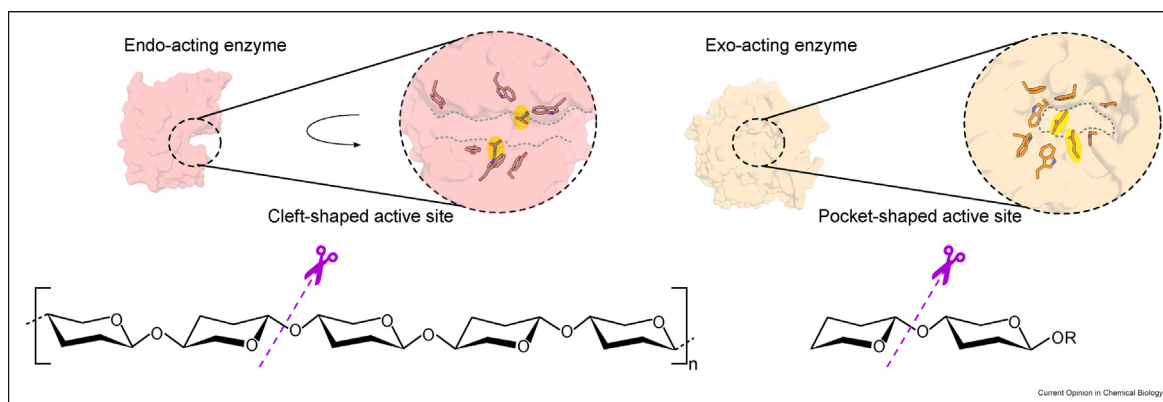 Endo-acting enzyme
Exo-acting enzyme
Cleft-shaped active site
Pocket-shaped active site
O
O
O
O
O
O
O
O
O
n
O
O
O
OR
Current Opinion in Chemical Biology